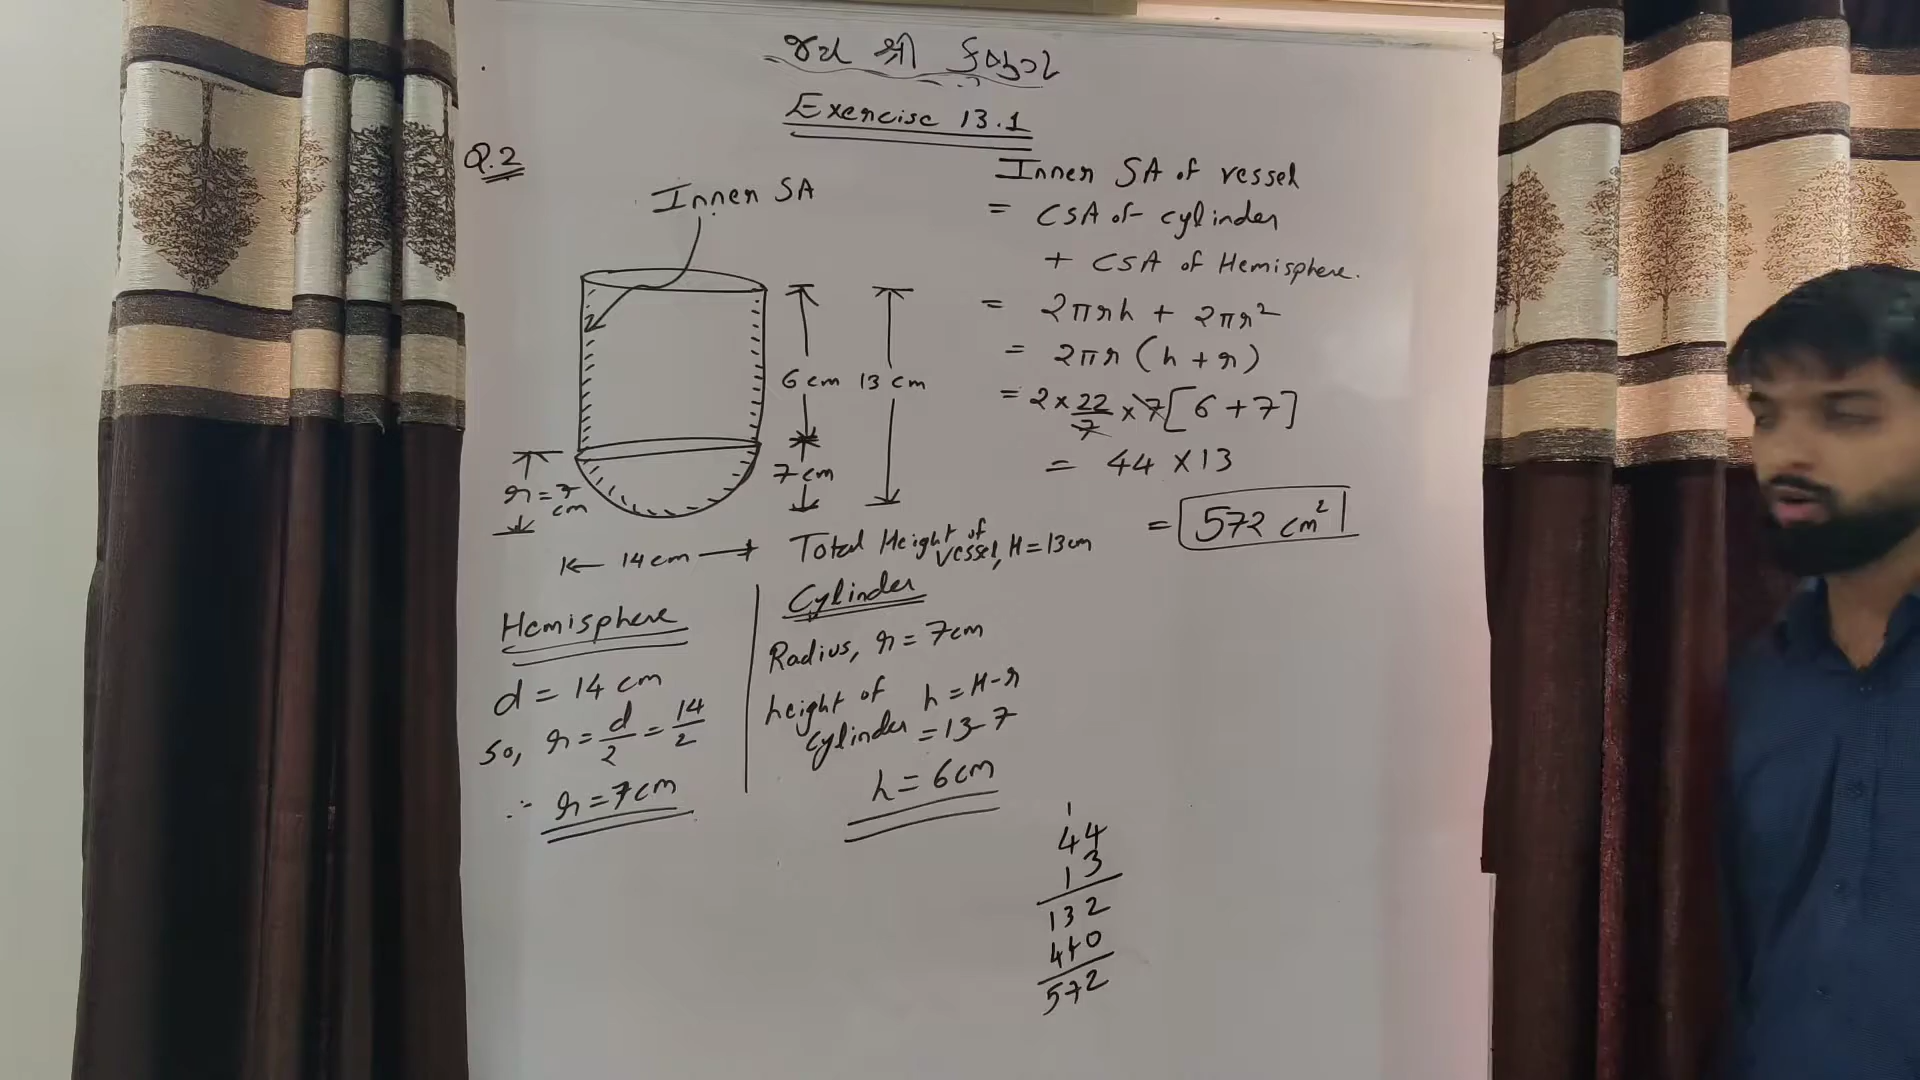 જય શ્રી કૃષ્ણ
Exercise 13.1
Q.2
Inner SA
6 cm
13 cm
7 cm
r = 7 cm
14 cm
Total Height of vessel, H = 13 cm
Inner SA of vessel
= CSA of cylinder
+ CSA of Hemisphere.
= 2πrh + 2πr²
= 2πr (h + r)
= 2 × 22/7 × 7 [6 + 7]
= 44 × 13
= 572 cm²
Hemisphere
d = 14 cm
So, r = d/2 = 14/2
∴ r = 7 cm
Cylinder
Radius, r = 7 cm
height of cylinder h = H - r
= 13 - 7
h = 6 cm
1
44
13
132
440
572